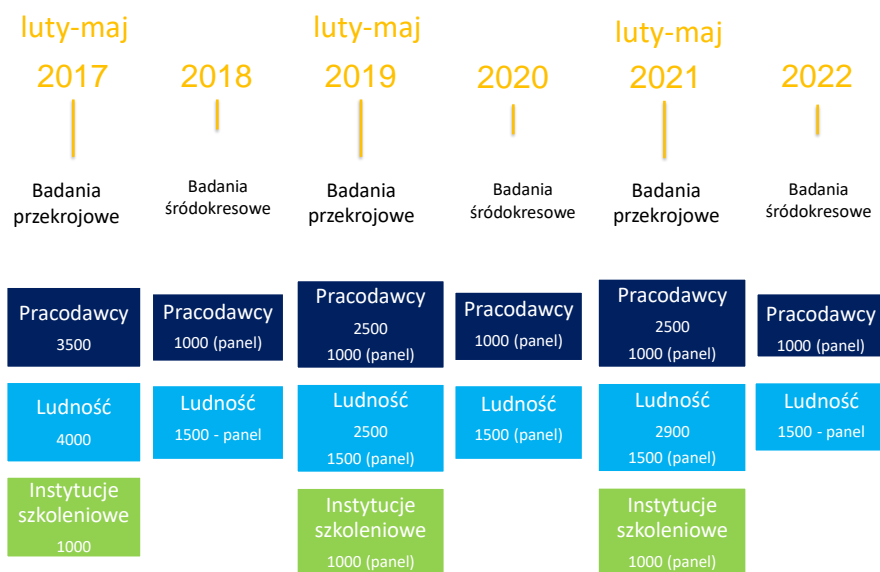 luty-maj
luty-maj
luty-maj
2017
2018
2019
2020
2021
2022
Badania
przekrojowe
Badania
śródokresowe
Badania
przekrojowe
Badania
śródokresowe
Badania
przekrojowe
Badania
śródokresowe
Pracodawcy
3500
Pracodawcy
1000 (panel)
Pracodawcy
2500
1000 (panel)
Pracodawcy
1000 (panel)
Pracodawcy
2500
1000 (panel)
Pracodawcy
1000 (panel)
Ludność
4000
Ludność
1500 - panel
Ludność
2500
1500 (panel)
Ludność
1500 (panel)
Ludność
2900
1500 (panel)
Ludność
1500 - panel
Instytucje
szkoleniowe
1000
Instytucje
szkoleniowe
1000 (panel)
Instytucje
szkoleniowe
1000 (panel)